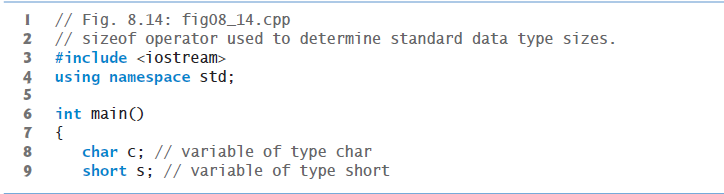 1 // Fig. 8.14: fig08_14.cpp
2 // sizeof operator used to determine standard data type sizes.
3 #include <iostream>
4 using namespace std;
5
6 int main()
7 {
8 char c; // variable of type char
9 short s; // variable of type short